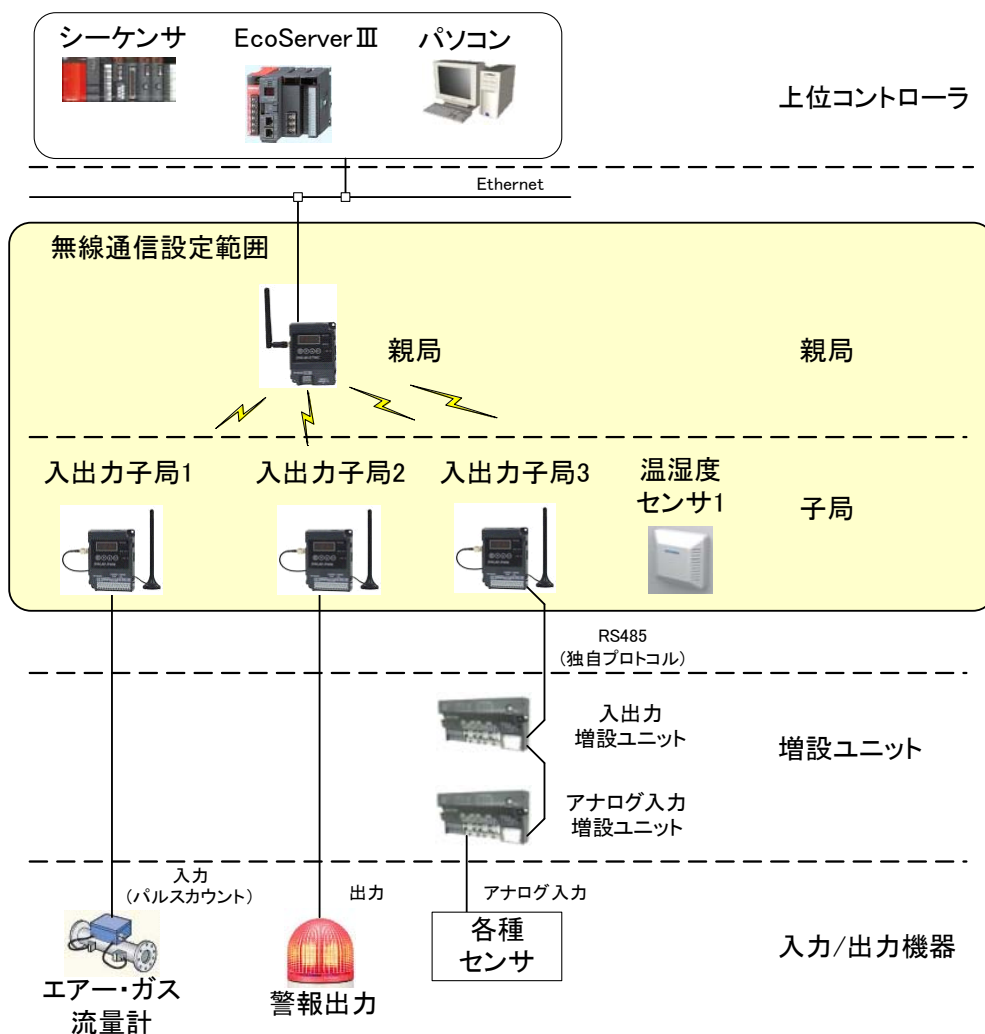 シーケンサ
EcoServerⅢ
パソコン
上位コントローラ
Ethernet
無線通信設定範囲
親局
親局
入出力子局1
入出力子局2
入出力子局3
温湿度
センサ1
子局
RS485
(独自プロトコル)
入出力
増設ユニット
増設ユニット
アナログ入力
増設ユニット
入力
(パルスカウント)
出力
アナログ入力
各種
センサ
入力/出力機器
エアー・ガス
流量計
警報出力